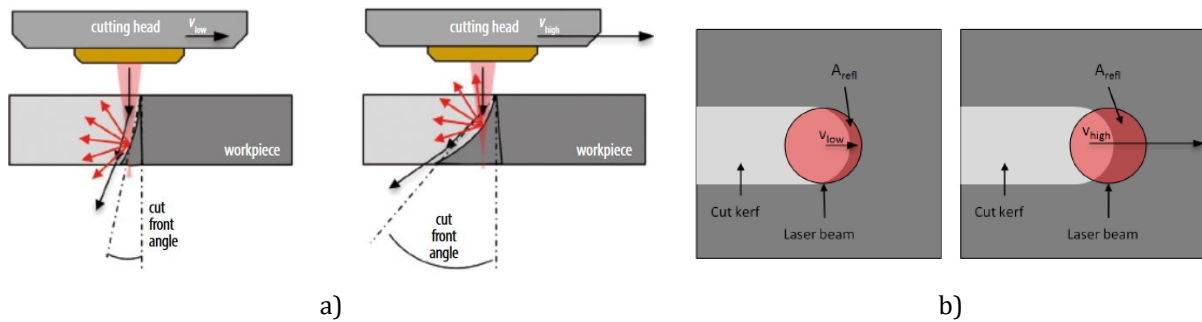 cutting head
v_low
workpiece
cut
front
angle
cutting head
v_high
workpiece
cut
front
angle
a)
A_refl
v_low
Cut kerf
Laser beam
A_refl
v_high
Cut kerf
Laser beam
b)